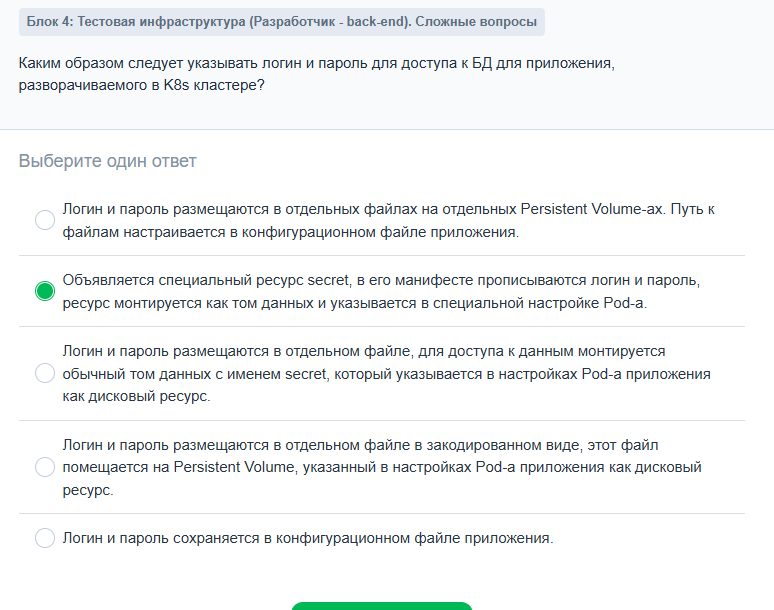 Блок 4: Тестовая инфраструктура (Разработчик - back-end). Сложные вопросы
Каким образом следует указывать логин и пароль для доступа к БД для приложения,
разворачиваемого в K8s кластере?
Выберите один ответ
Логин и пароль размещаются в отдельных файлах на отдельных Persistent Volume-ах. Путь к
файлам настраивается в конфигурационном файле приложения.
Объявляется специальный ресурс secret, в его манифесте прописываются логин и пароль,
ресурс монтируется как том данных и указывается в специальной настройке Pod-а.
Логин и пароль размещаются в отдельном файле, для доступа к данным монтируется
обычный том данных с именем secret, который указывается в настройках Pod-а приложения
как дисковый ресурс.
Логин и пароль размещаются в отдельном файле в закодированном виде, этот файл
помещается на Persistent Volume, указанный в настройках Pod-а приложения как дисковый
ресурс.
Логин и пароль сохраняется в конфигурационном файле приложения.